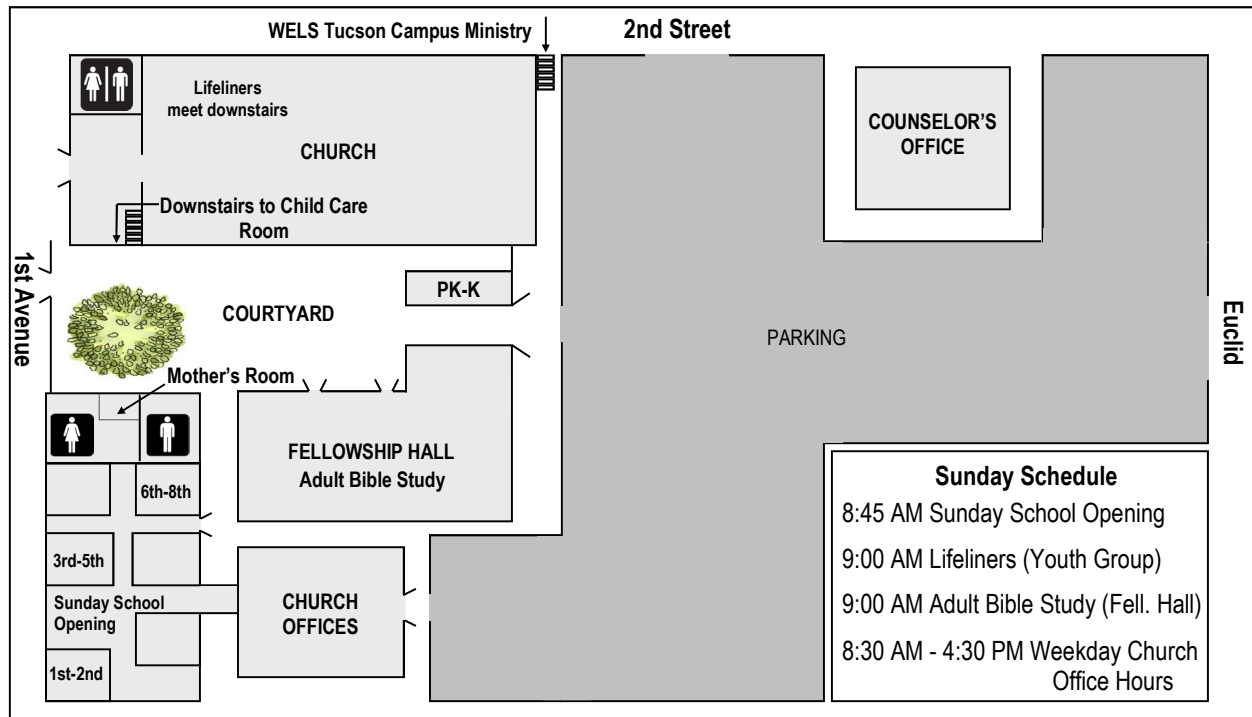 WELS Tucson Campus Ministry
2nd Street
Lifeliners
meet downstairs
CHURCH
COUNSELOR'S
OFFICE
Downstairs to Child Care
Room
1st Avenue
PK-K
COURTYARD
PARKING
Euclid
Mother's Room
FELLOWSHIP HALL
Adult Bible Study
6th-8th
3rd-5th
Sunday School
Opening
CHURCH
OFFICES
1st-2nd
Sunday Schedule
8:45 AM Sunday School Opening
9:00 AM Lifeliners (Youth Group)
9:00 AM Adult Bible Study (Fell. Hall)
8:30 AM - 4:30 PM Weekday Church
Office Hours